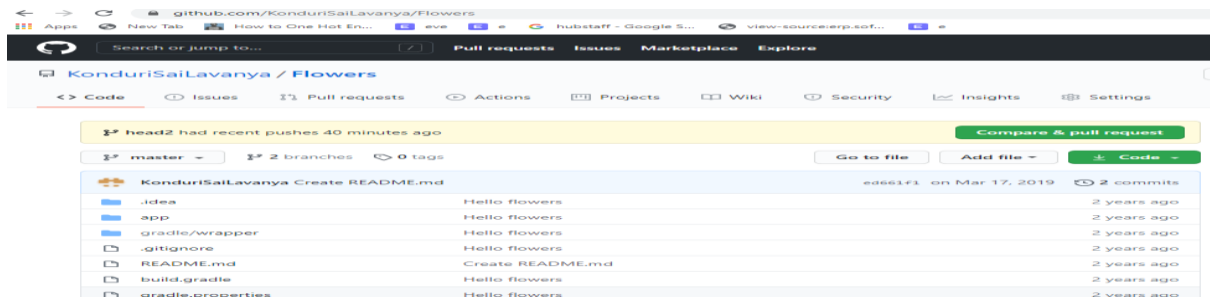 github.com/KonduriSaiLavanya/Flowers
Apps New Tab How to One Hot En... E eve E e G hubstaff - Google S... view-source:erp.sof... E e
Search or jump to... / Pull requests Issues Marketplace Explore
KonduriSaiLavanya / Flowers
<> Code Issues Pull requests Actions Projects Wiki Security Insights Settings
head2 had recent pushes 40 minutes ago Compare & pull request
master 2 branches 0 tags Go to file Add file Code
KonduriSaiLavanya Create README.md ed661f1 on Mar 17, 2019 2 commits
.idea Hello flowers 2 years ago
app Hello flowers 2 years ago
gradle/wrapper Hello flowers 2 years ago
.gitignore Hello flowers 2 years ago
README.md Create README.md 2 years ago
build.gradle Hello flowers 2 years ago
gradle.properties Hello flowers 2 years ago